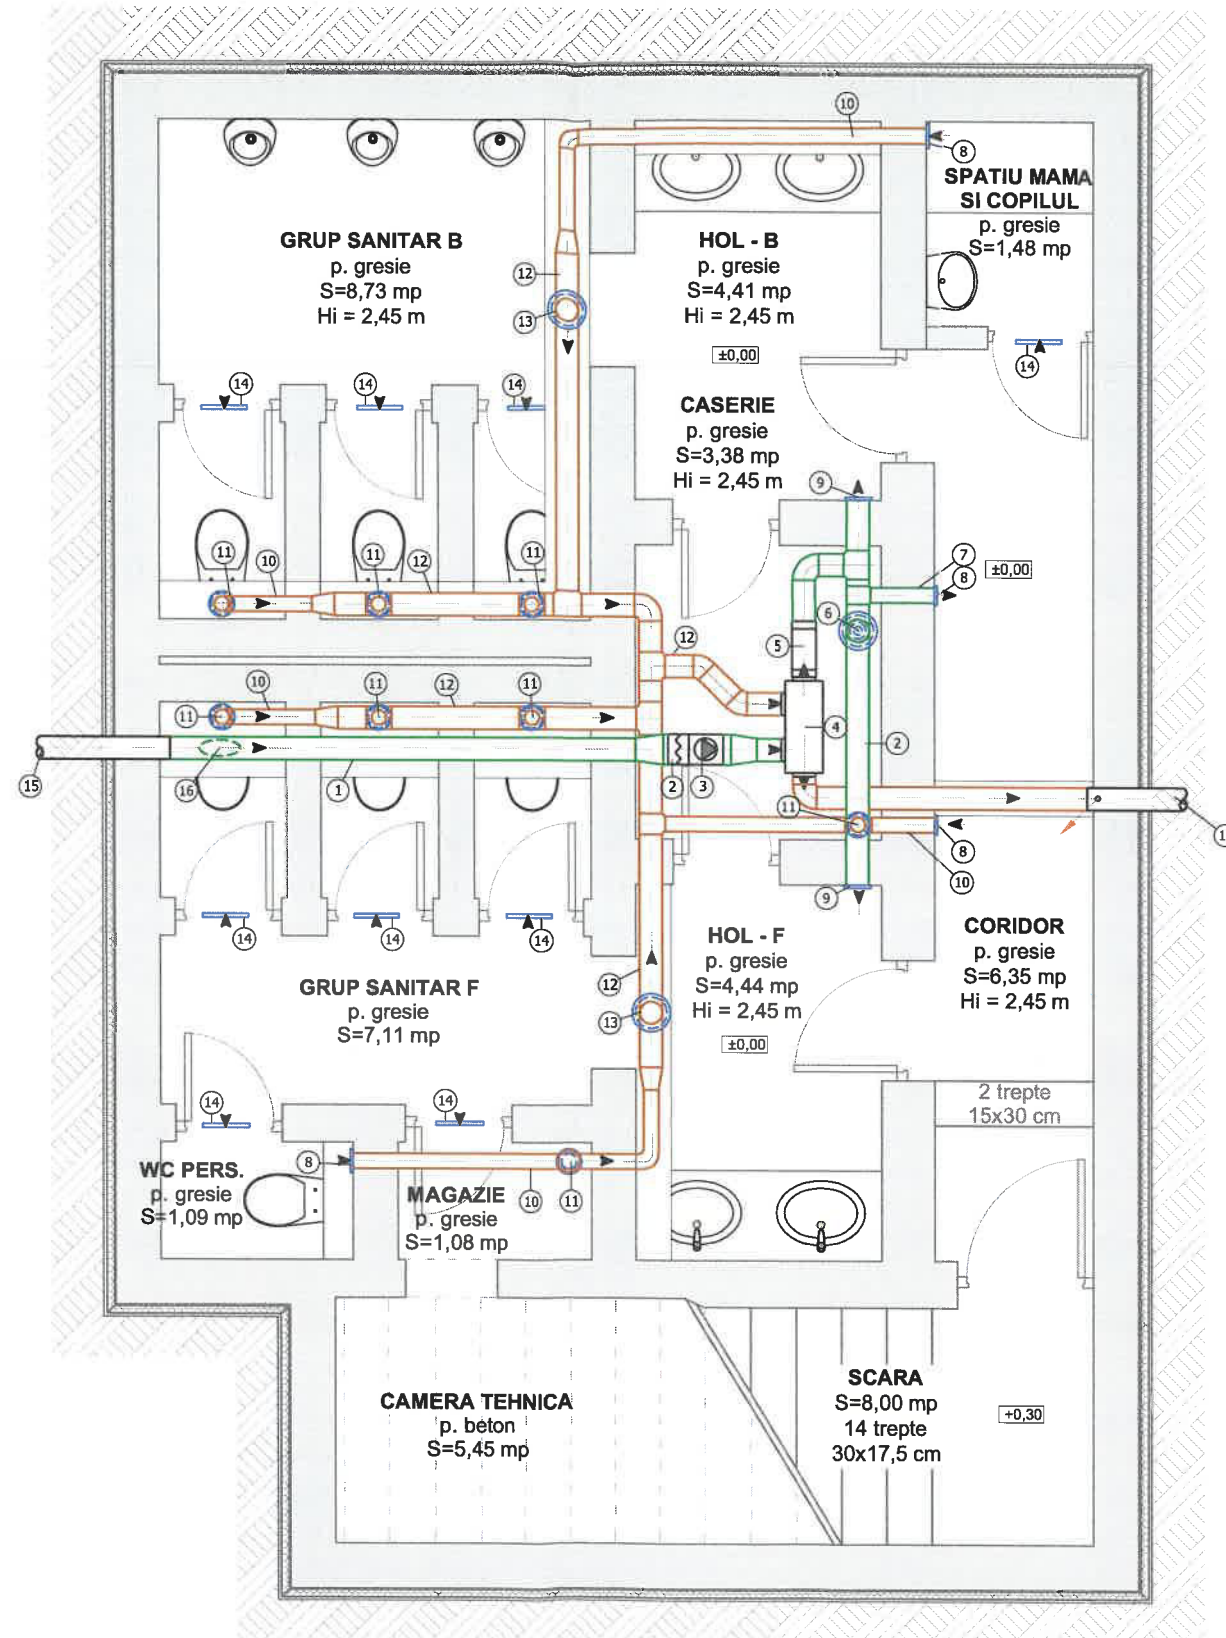 10
8
SPATIU MAMA
SI COPILUL
p. gresie
S=1,48 mp
GRUP SANITAR B
p. gresie
S=8,73 mp
Hi = 2,45 m
12
13
HOL - B
p. gresie
S=4,41 mp
Hi = 2,45 m
±0,00
14
14
14
14
CASERIE
p. gresie
S=3,38 mp
Hi = 2,45 m
9
11
10
11
12
11
7
8
±0,00
6
5
12
10
11
12
11
11
4
2
15
16
1
2
3
11
8
10
9
14
14
14
HOL - F
p. gresie
S=4,44 mp
Hi = 2,45 m
±0,00
CORIDOR
p. gresie
S=6,35 mp
Hi = 2,45 m
12
13
GRUP SANITAR F
p. gresie
S=7,11 mp
14
14
2 trepte
15x30 cm
8
WC PERS.
p. gresie
S=1,09 mp
10
11
MAGAZIE
p. gresie
S=1,08 mp
CAMERA TEHNICA
p. beton
S=5,45 mp
SCARA
S=8,00 mp
14 trepte
30x17,5 cm
+0,30